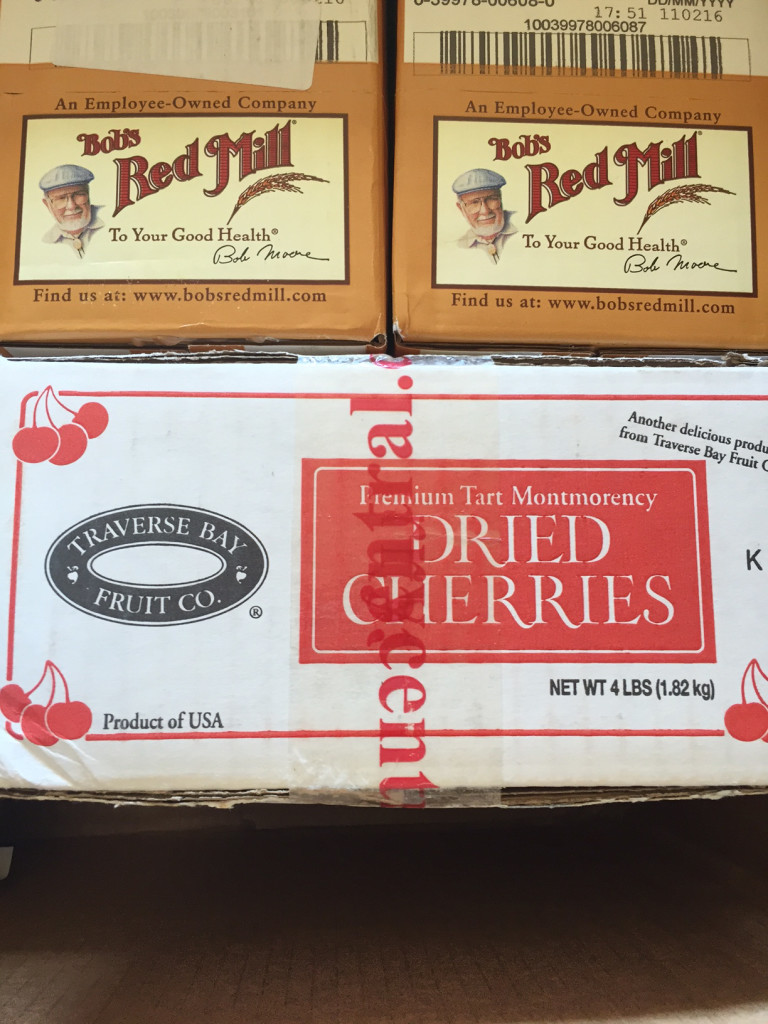 DD/MM/YYYY
17:51 110216
10039978006087
An Employee-Owned Company
Bob's
Red Mill®
To Your Good Health®
Bob Moore
Find us at: www.bobsredmill.com
An Employee-Owned Company
Bob's
Red Mill®
To Your Good Health®
Bob Moore
Find us at: www.bobsredmill.com
Another delicious produ
from Traverse Bay Fruit C
TRAVERSE BAY
FRUIT CO.®
Premium Tart Montmorency
DRIED
CHERRIES
K
NET WT 4 LBS (1.82 kg)
Product of USA